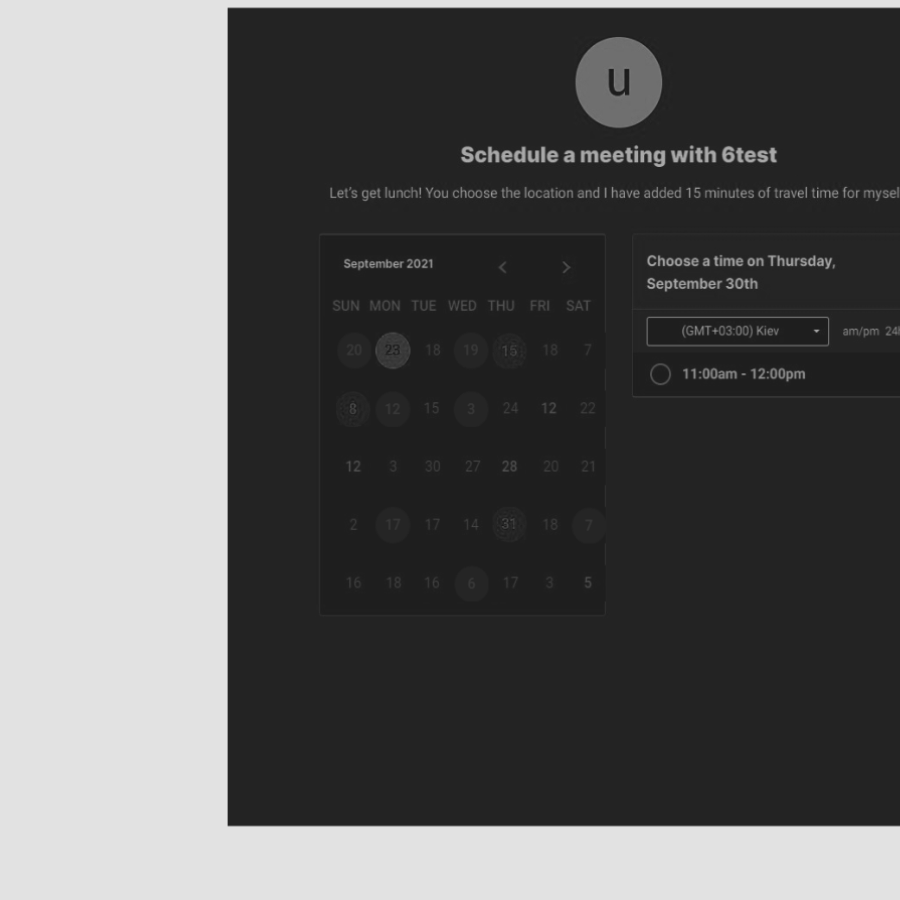 u
Schedule a meeting with 6test
Let's get lunch! You choose the location and I have added 15 minutes of travel time for mysel
September 2021
SUN MON TUE WED THU FRI SAT
20 23 18 19 15 18 7
8 12 15 3 24 12 22
12 3 30 27 28 20 21
2 17 17 14 31 18 7
16 18 16 6 17 3 5
Choose a time on Thursday,
September 30th
(GMT+03:00) Kiev am/pm 24h
11:00am - 12:00pm